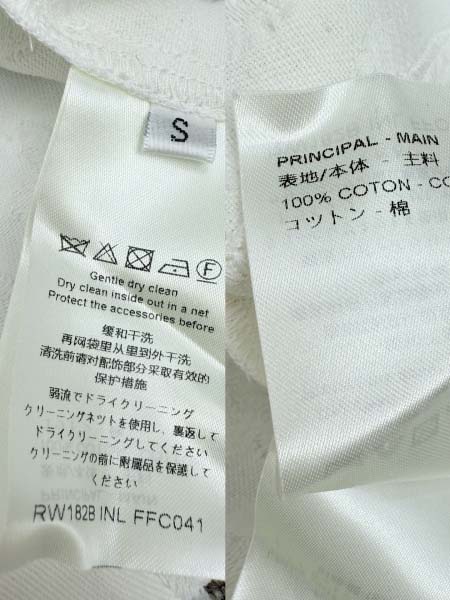 S
F
Gentle dry clean
Dry clean inside out in a net
Protect the accessories before
缓和干洗
再网袋里从里到外干洗
清洗前请对配饰部分采取有效的
保护措施
弱流でドライクリーニング
クリーニングネットを使用し、裏返して
ドライクリーニングしてください
クリーニングの前に附属品を保護して
ください
RW182B INL FFC041
PRINCIPAL - MAIN
表地/本体 - 主料
100% COTON - CO
コットン - 棉